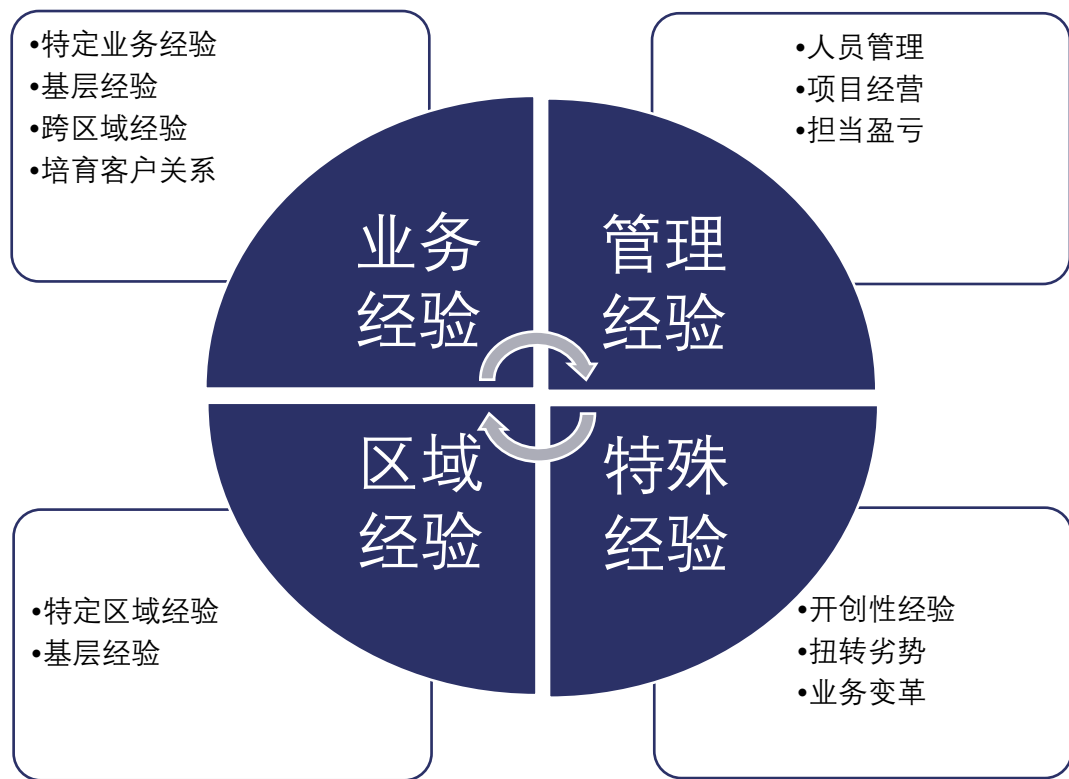 •特定业务经验
•基层经验
•跨区域经验
•培育客户关系
•人员管理
•项目经营
•担当盈亏
业务
经验
管理
经验
区域
经验
特殊
经验
•特定区域经验
•基层经验
•开创性经验
•扭转劣势
•业务变革